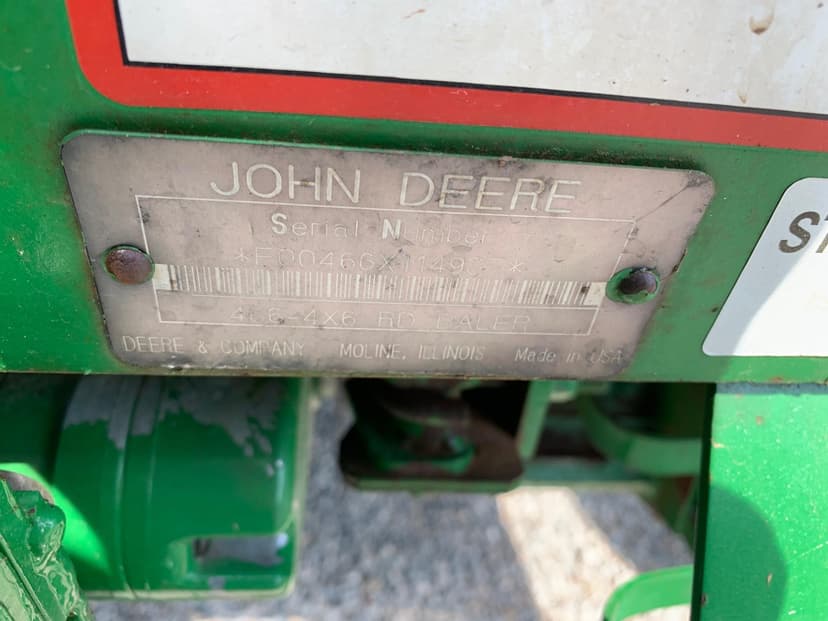 JOHN DEERE
Serial Number
466-4X6 RD BALER
DEERE & COMPANY MOLINE, ILLINOIS Made in USA